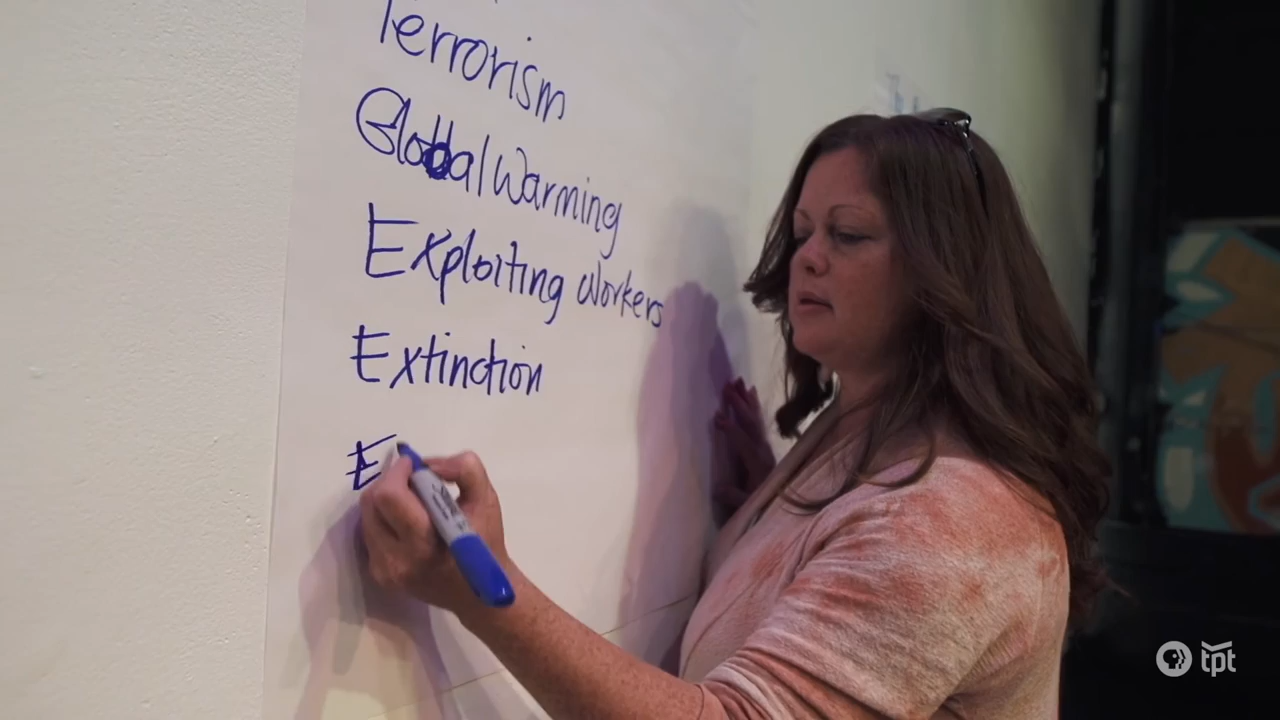 Terrorism
Global Warming
Exploiting workers
Extinction
E
tpt